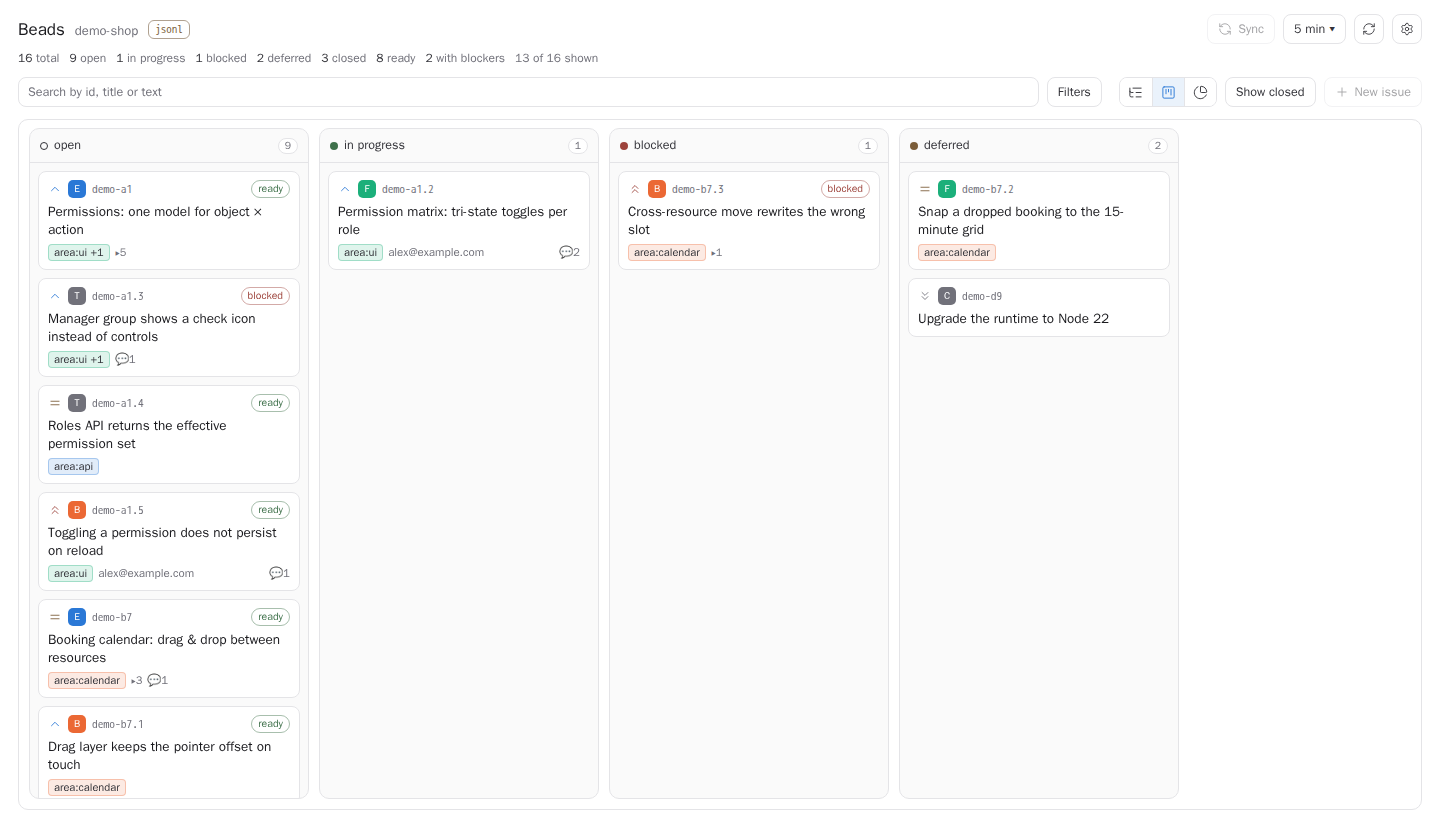 Beads demo-shop jsonl
Sync 5 min ▾
16 total 9 open 1 in progress 1 blocked 2 deferred 3 closed 8 ready 2 with blockers 13 of 16 shown
Search by id, title or text
Filters
Show closed
+ New issue
open 9
E demo-a1 ready
Permissions: one model for object ×
action
area:ui +1 ▸5
T demo-a1.3 blocked
Manager group shows a check icon
instead of controls
area:ui +1 💬1
T demo-a1.4 ready
Roles API returns the effective
permission set
area:api
B demo-a1.5 ready
Toggling a permission does not persist
on reload
area:ui alex@example.com 💬1
E demo-b7 ready
Booking calendar: drag & drop between
resources
area:calendar ▸3 💬1
B demo-b7.1 ready
Drag layer keeps the pointer offset on
touch
area:calendar
in progress 1
F demo-a1.2
Permission matrix: tri-state toggles per
role
area:ui alex@example.com 💬2
blocked 1
B demo-b7.3 blocked
Cross-resource move rewrites the wrong
slot
area:calendar ▸1
deferred 2
F demo-b7.2
Snap a dropped booking to the 15-
minute grid
area:calendar
C demo-d9
Upgrade the runtime to Node 22